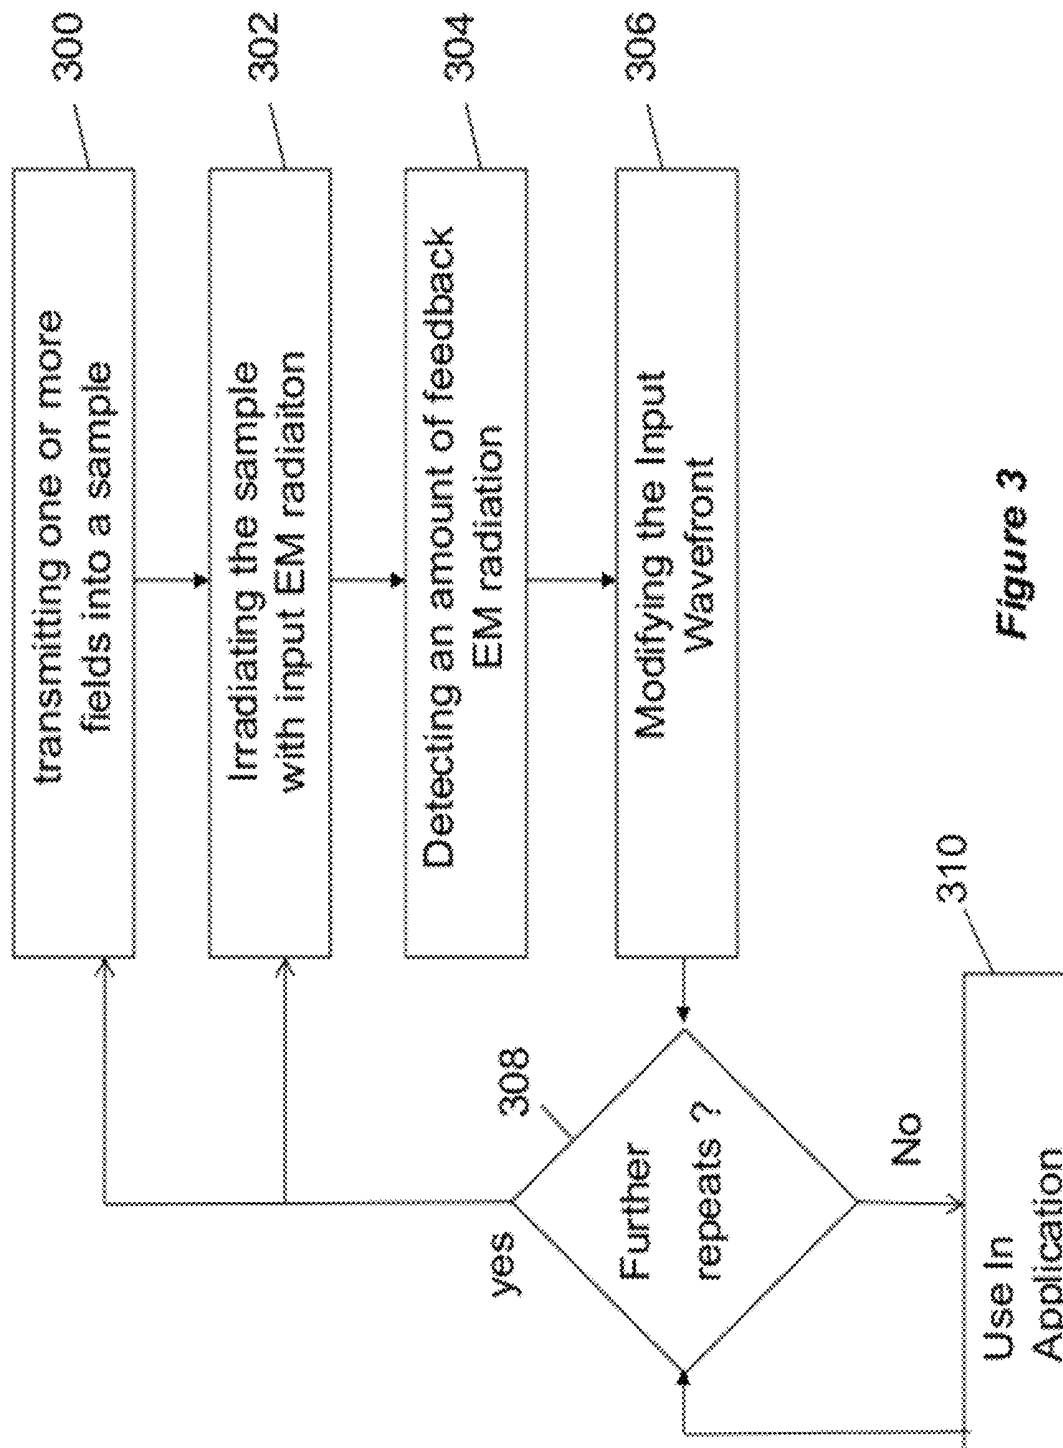 300
transmitting one or more
fields into a sample
302
Irradiating the sample
with input EM radiaiton
304
Detecting an amount of feedback
EM radiation
306
Modifying the Input
Wavefront
308
Further
repeats ?
yes
No
310
Use In
Application
Figure 3